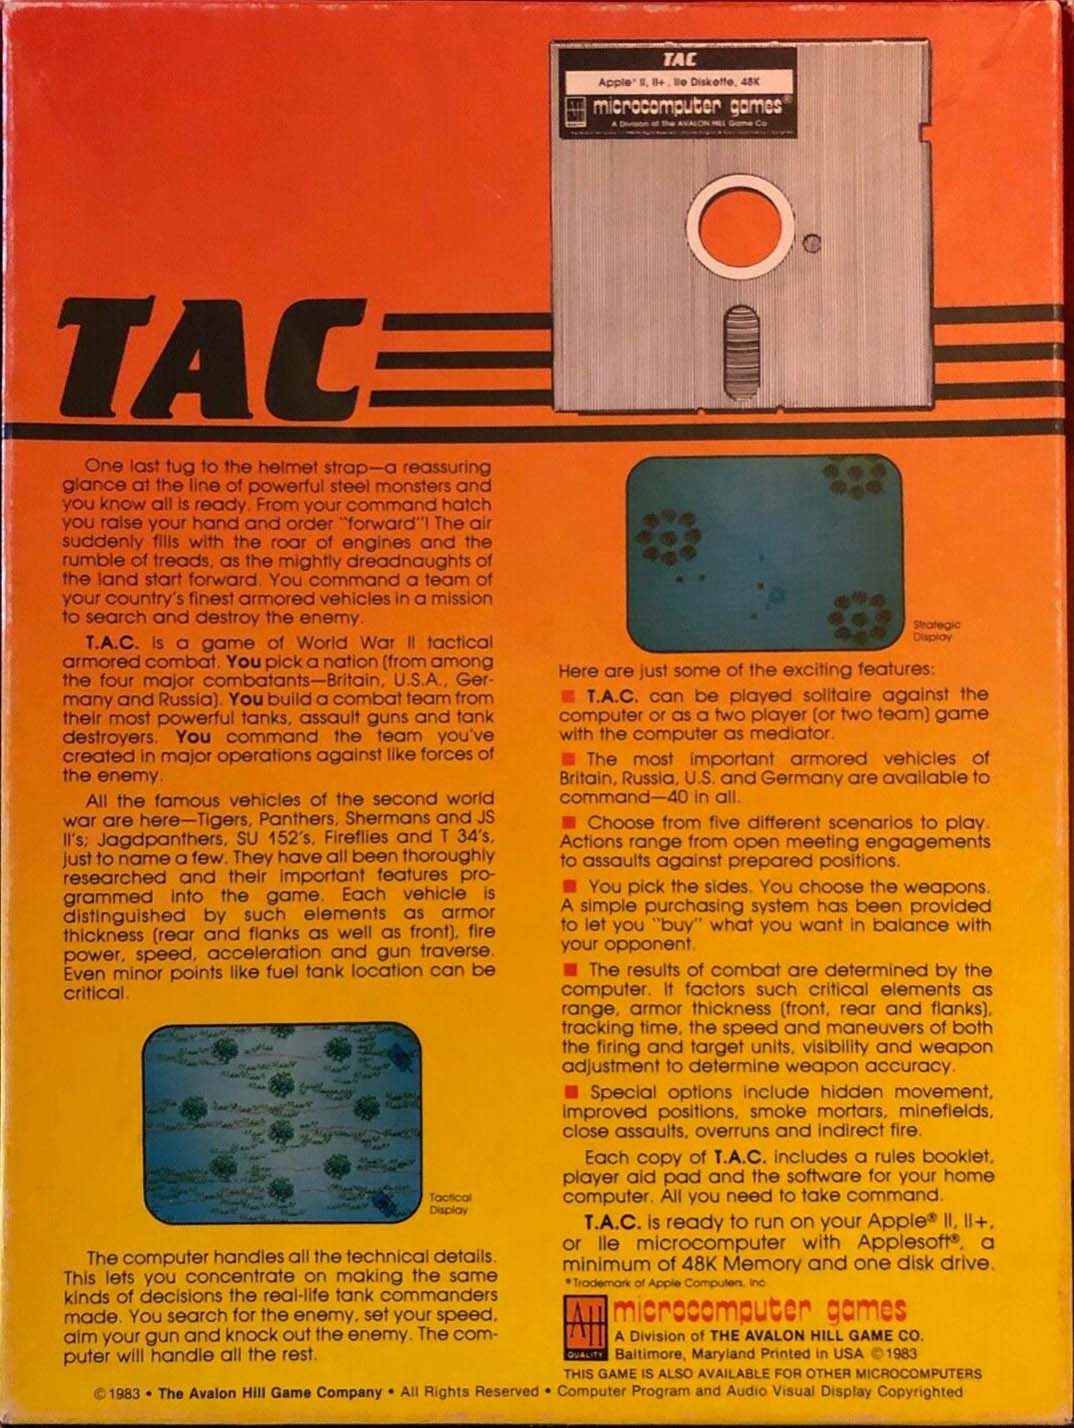 TAC
Apple® II, II+, IIe Diskette, 48K
microcomputer games®
A Division of the AVALON HILL Game Co
TAC
One last tug to the helmet strap—a reassuring
glance at the line of powerful steel monsters and
you know all is ready. From your command hatch
you raise your hand and order "forward"! The air
suddenly fills with the roar of engines and the
rumble of treads, as the mightly dreadnaughts of
the land start forward. You command a team of
your country's finest armored vehicles in a mission
to search and destroy the enemy.
T.A.C. is a game of World War II tactical
armored combat. You pick a nation (from among
the four major combatants—Britain, U.S.A., Ger-
many and Russia). You build a combat team from
their most powerful tanks, assault guns and tank
destroyers. You command the team you've
created in major operations against like forces of
the enemy.
All the famous vehicles of the second world
war are here—Tigers, Panthers, Shermans and JS
II's; Jagdpanthers, SU 152's, Fireflies and T 34's,
just to name a few. They have all been thoroughly
researched and their important features pro-
grammed into the game. Each vehicle is
distinguished by such elements as armor
thickness (rear and flanks as well as front), fire
power, speed, acceleration and gun traverse.
Even minor points like fuel tank location can be
critical.
Tactical
Display
The computer handles all the technical details.
This lets you concentrate on making the same
kinds of decisions the real-life tank commanders
made. You search for the enemy, set your speed,
aim your gun and knock out the enemy. The com-
puter will handle all the rest.
Strategic
Display
Here are just some of the exciting features:
■ T.A.C. can be played solitaire against the
computer or as a two player (or two team) game
with the computer as mediator.
■ The most important armored vehicles of
Britain, Russia, U.S. and Germany are available to
command—40 in all.
■ Choose from five different scenarios to play.
Actions range from open meeting engagements
to assaults against prepared positions.
■ You pick the sides. You choose the weapons.
A simple purchasing system has been provided
to let you "buy" what you want in balance with
your opponent.
■ The results of combat are determined by the
computer. It factors such critical elements as
range, armor thickness (front, rear and flanks),
tracking time, the speed and maneuvers of both
the firing and target units, visibility and weapon
adjustment to determine weapon accuracy.
■ Special options include hidden movement,
improved positions, smoke mortars, minefields,
close assaults, overruns and indirect fire.
Each copy of T.A.C. includes a rules booklet,
player aid pad and the software for your home
computer. All you need to take command.
T.A.C. is ready to run on your Apple® II, II+,
or IIe microcomputer with Applesoft®, a
minimum of 48K Memory and one disk drive.
®Trademark of Apple Computers, Inc
AH
QUALITY
microcomputer games
A Division of THE AVALON HILL GAME CO.
Baltimore, Maryland Printed in USA ©1983
THIS GAME IS ALSO AVAILABLE FOR OTHER MICROCOMPUTERS
©1983 • The Avalon Hill Game Company • All Rights Reserved • Computer Program and Audio Visual Display Copyrighted